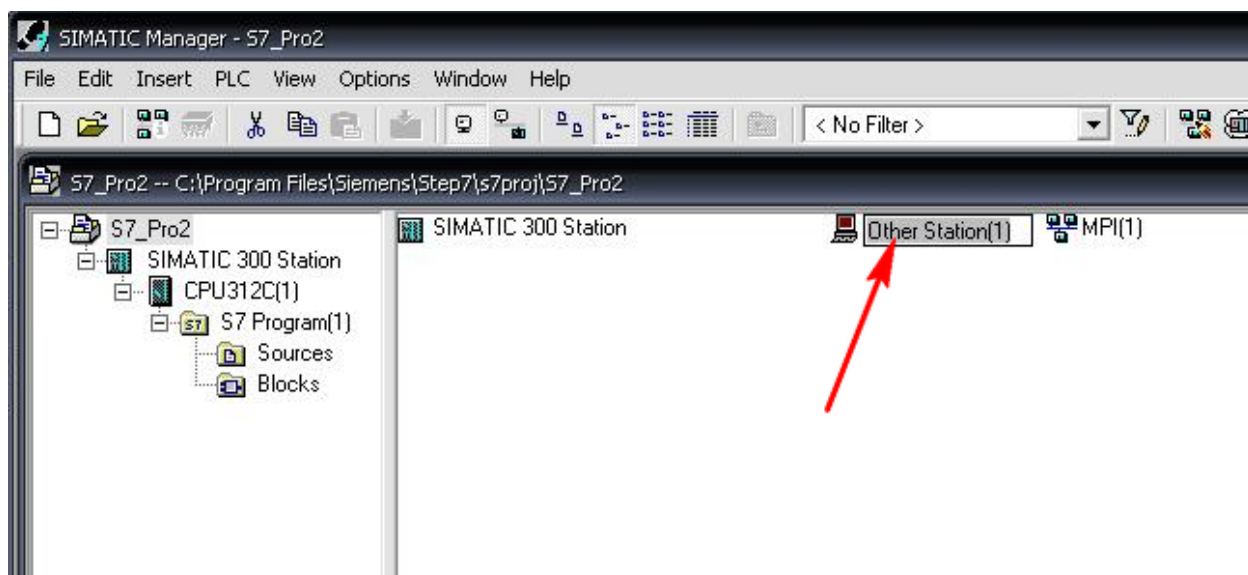 SIMATIC Manager - S7_Pro2
File Edit Insert PLC View Options Window Help
< No Filter >
S7_Pro2 -- C:\Program Files\Siemens\Step7\s7proj\S7_Pro2
S7_Pro2
SIMATIC 300 Station
CPU312C(1)
S7 Program(1)
Sources
Blocks
SIMATIC 300 Station
Other Station(1)
MPI(1)